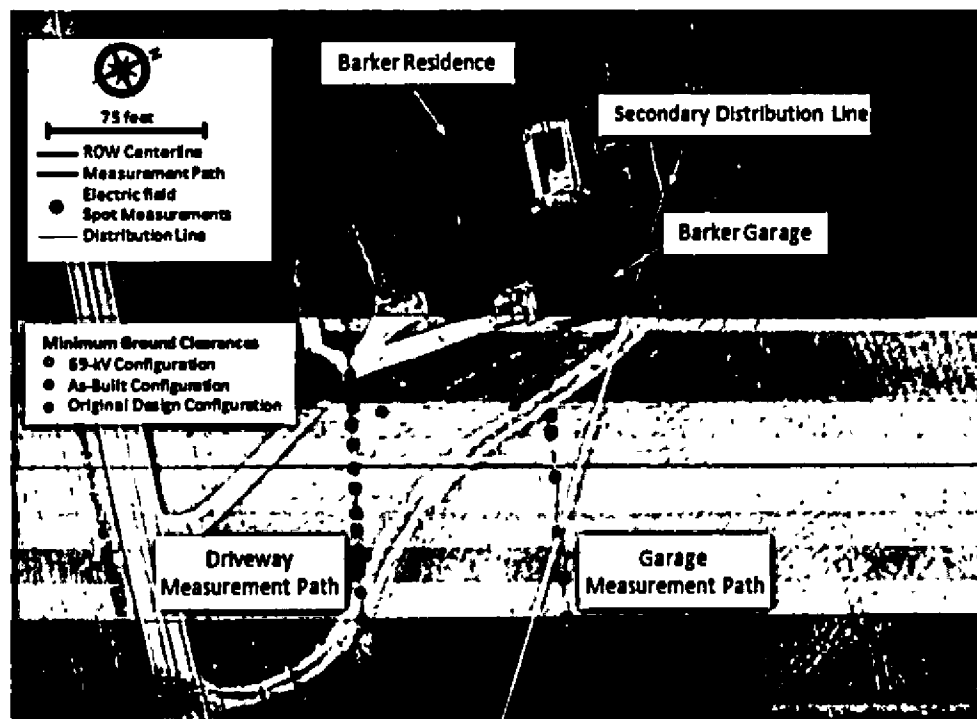 N
75 feet
ROW Centerline
Measurement Path
Electric field
Spot Measurements
Distribution Line
Barker Residence
Secondary Distribution Line
Barker Garage
Minimum Ground Clearances
69-kV Configuration
As-Built Configuration
Original Design Configuration
Driveway
Measurement Path
Garage
Measurement Path